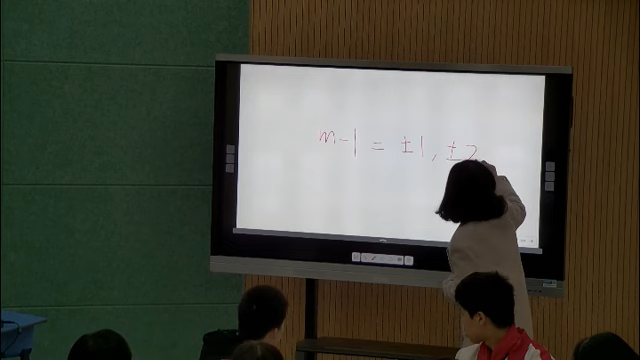 m-1 = ±1, ±2